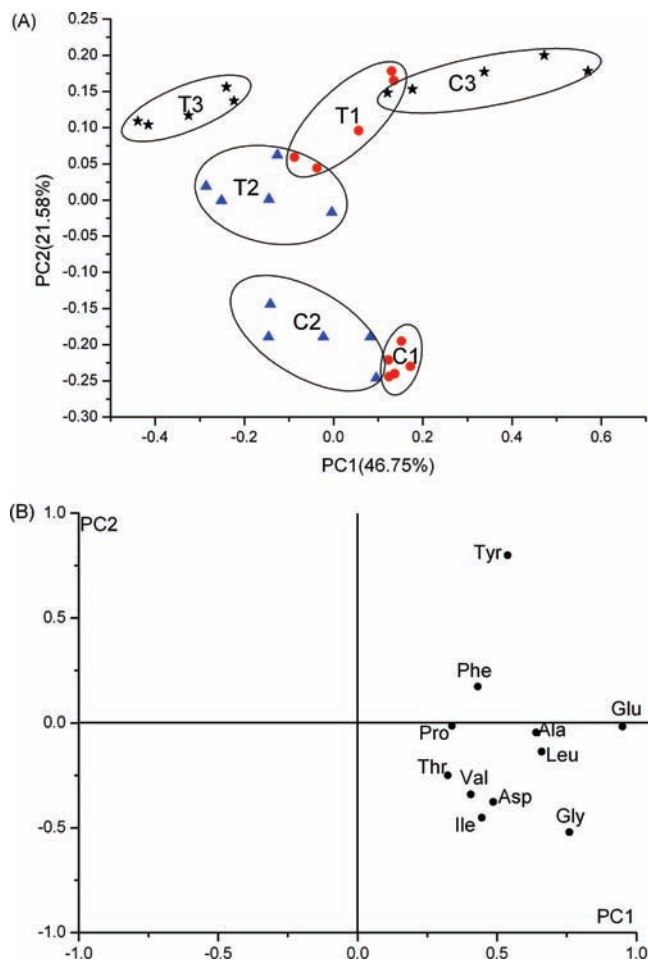 (A)
0.25
0.20
0.15
0.10
0.05
0.00
-0.05
-0.10
-0.15
-0.20
-0.25
-0.30
PC2(21.58%)
T3
T1
C3
T2
C2
C1
-0.4 -0.2 0.0 0.2 0.4 0.6
PC1(46.75%)
(B)
1.0
PC2
Tyr
0.5
Phe
Glu
0.0
Pro
Ala
Leu
Thr
Val
Asp
Ile
Gly
-0.5
PC1
-1.0
-1.0 -0.5 0.0 0.5 1.0